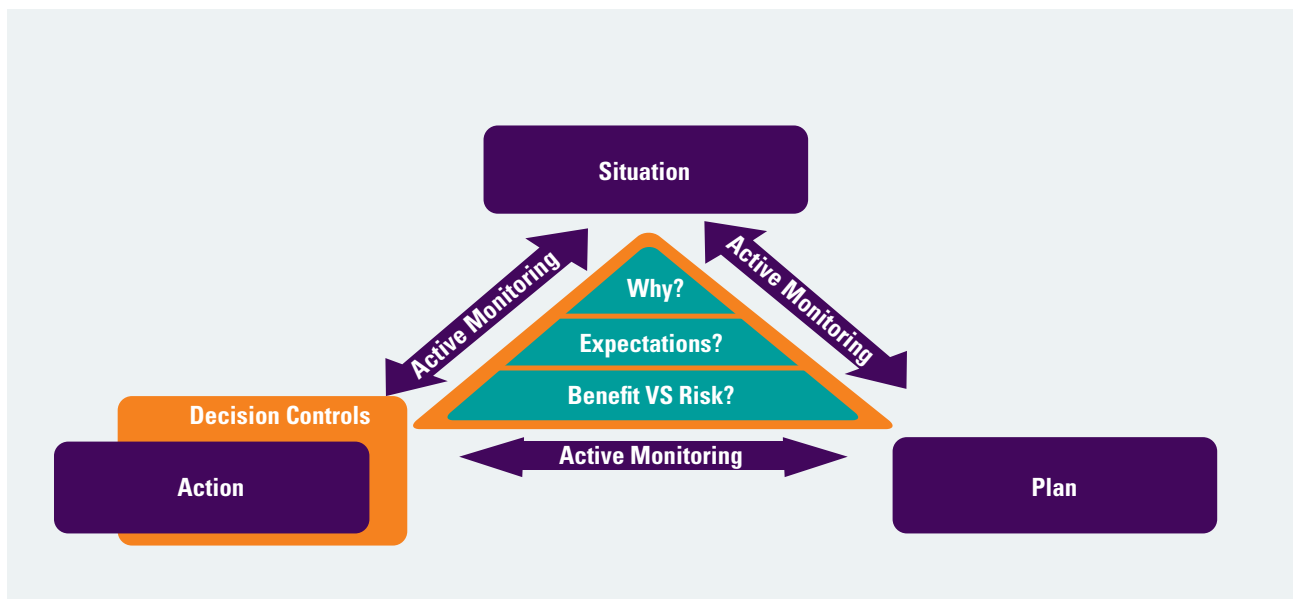 Situation
Active Monitoring
Active Monitoring
Why?
Expectations?
Benefit VS Risk?
Decision Controls
Active Monitoring
Action
Plan